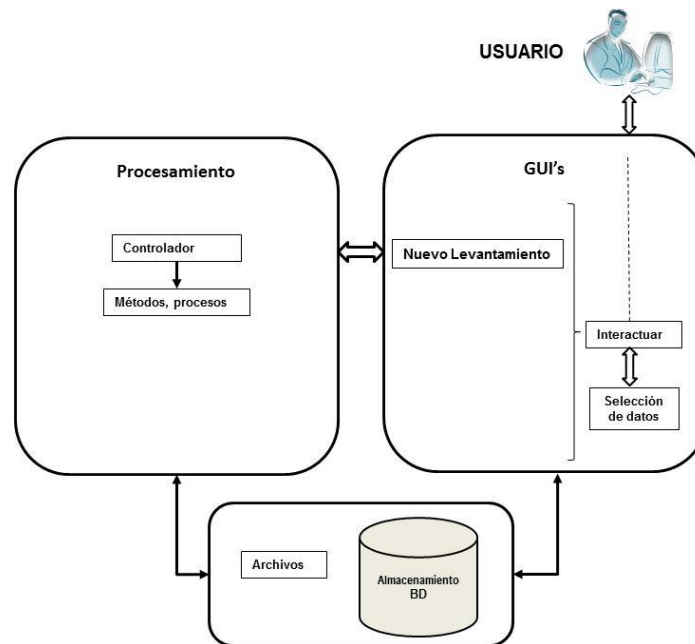 USUARIO
Procesamiento
GUI's
Controlador
Nuevo Levantamiento
Métodos, procesos
Interactuar
Selección
de datos
Archivos
Almacenamiento
BD